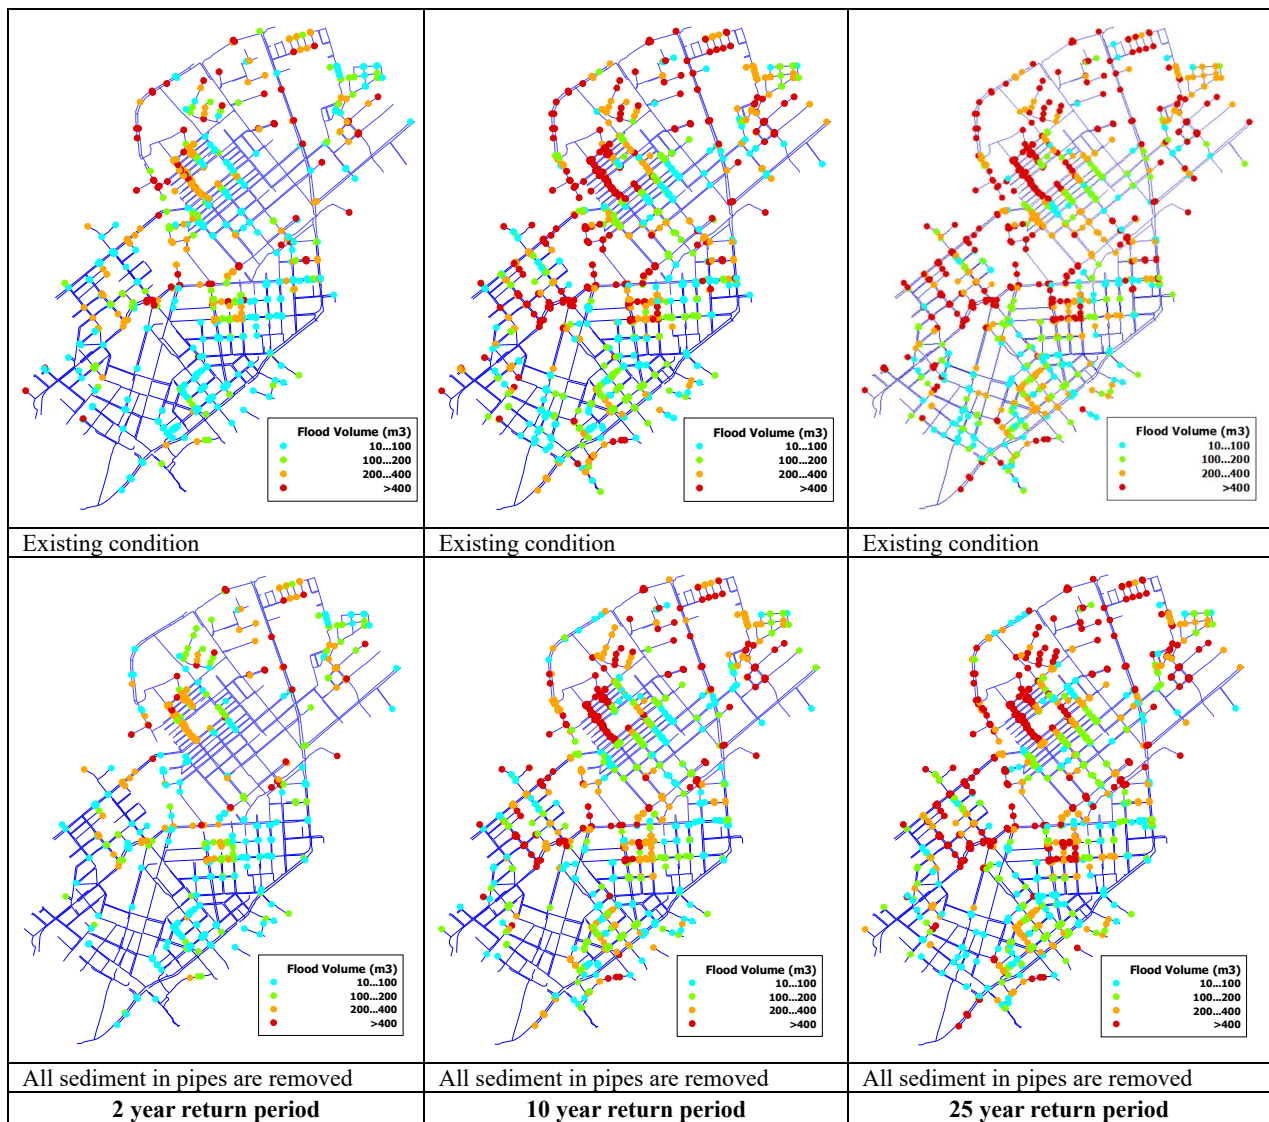 Flood Volume (m3)
10...100
100...200
200...400
>400
Flood Volume (m3)
10...100
100...200
200...400
>400
Flood Volume (m3)
10...100
100...200
200...400
>400
Existing condition
Existing condition
Existing condition
Flood Volume (m3)
10...100
100...200
200...400
>400
Flood Volume (m3)
10...100
100...200
200...400
>400
Flood Volume (m3)
10...100
100...200
200...400
>400
All sediment in pipes are removed
All sediment in pipes are removed
All sediment in pipes are removed
2 year return period
10 year return period
25 year return period